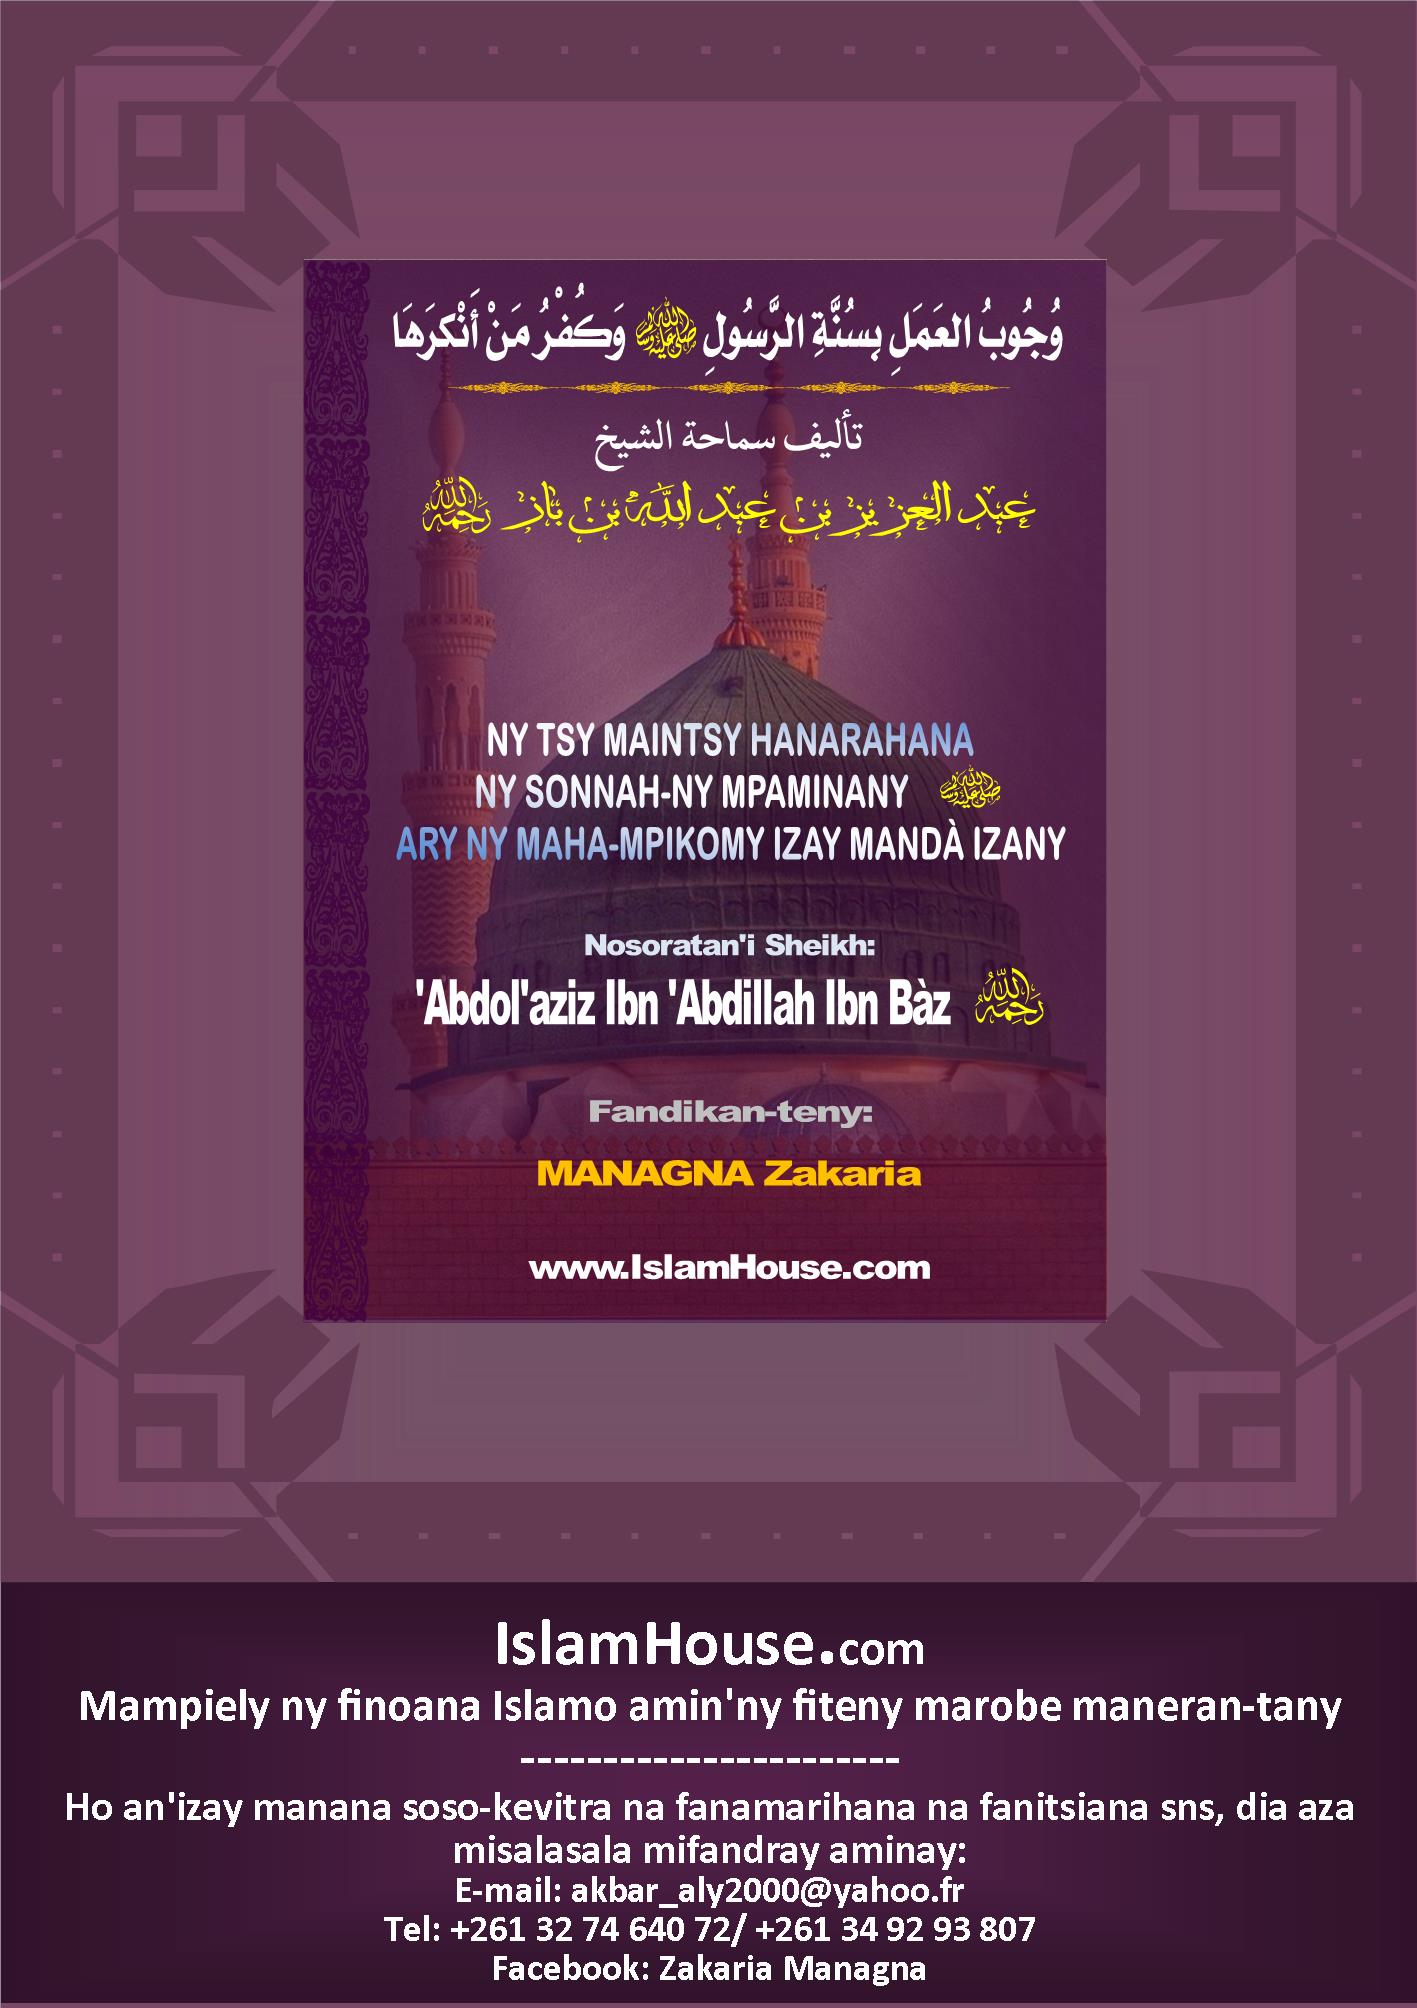 وُجُوبُ العَمَلِ بِسُنَّةِ الرَّسُولِ ﷺ وَكُفْرُ مَنْ أَنْكَرَهَا
تأليف سماحة الشيخ
عبد العزيز بن عبد الله بن باز رحمه الله
NY TSY MAINTSY HANARAHANA
NY SONNAH-NY MPAMINANY ﷺ
ARY NY MAHA-MPIKOMY IZAY MANDÀ IZANY
Nosoratan'i Sheikh:
'Abdol'aziz Ibn 'Abdillah Ibn Bàz رحمه الله
Fandikan-teny:
MANAGNA Zakaria
www.IslamHouse.com
IslamHouse.com
Mampiely ny finoana Islamo amin'ny fiteny marobe maneran-tany
-----------------------
Ho an'izay manana soso-kevitra na fanamarihana na fanitsiana sns, dia aza
misalasala mifandray aminay:
E-mail: akbar_aly2000@yahoo.fr
Tel: +261 32 74 640 72/ +261 34 92 93 807
Facebook: Zakaria Managna